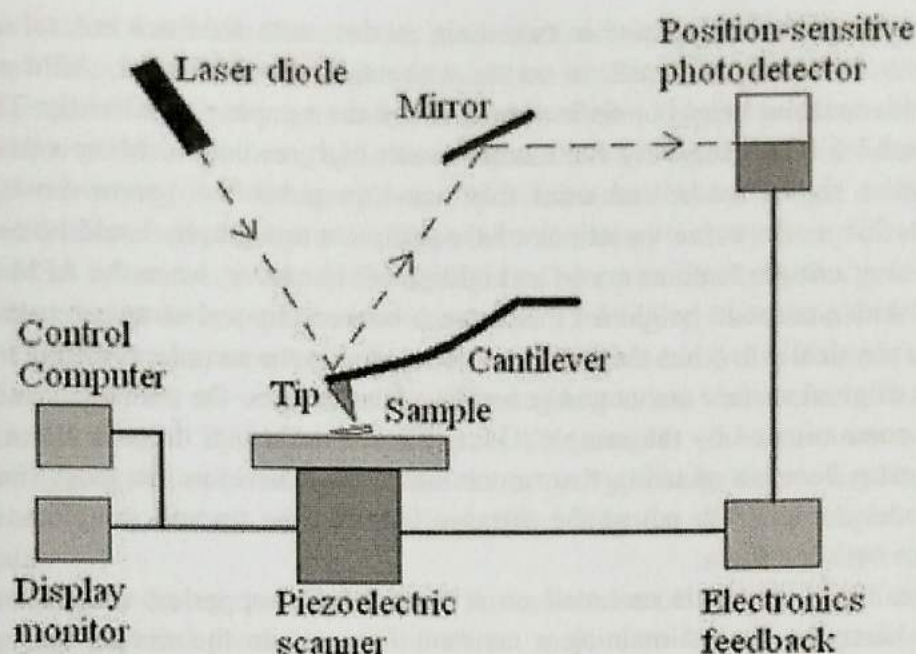 Position-sensitive
photodetector
Laser diode
Mirror
Control
Computer
Cantilever
Tip
Sample
Display
monitor
Piezoelectric
scanner
Electronics
feedback